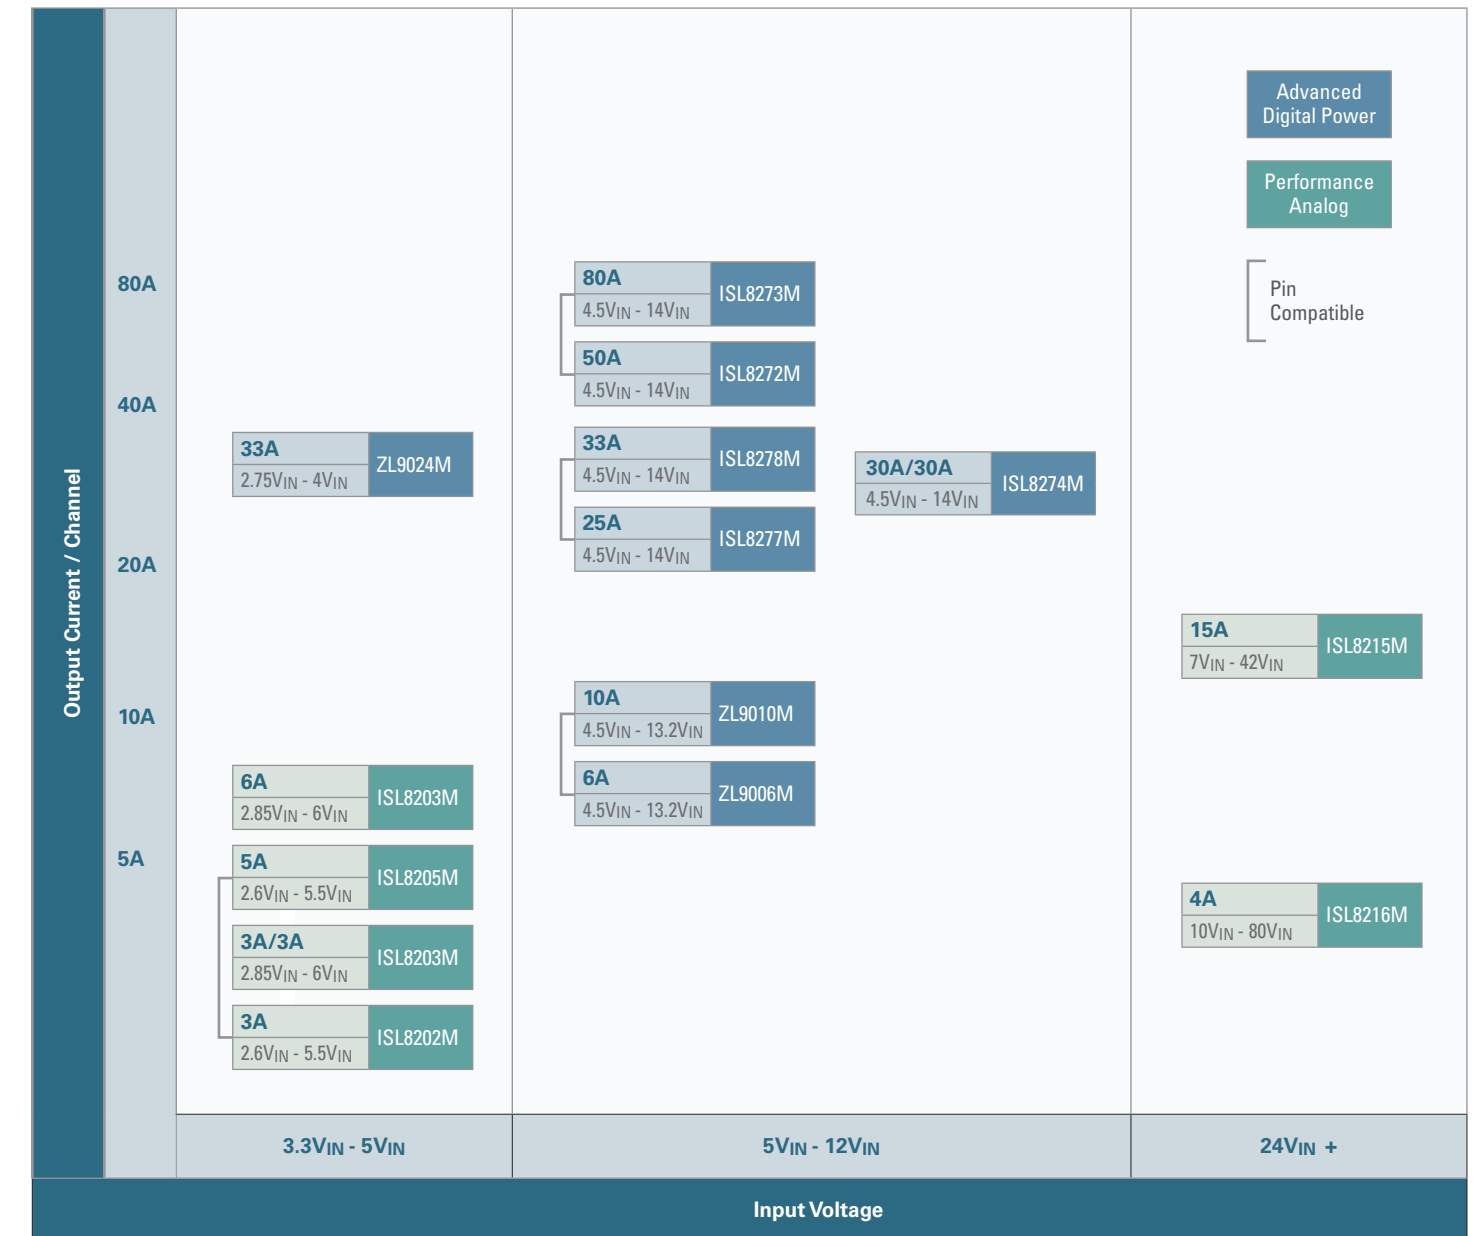 Output Current / Channel
80A
40A
20A
10A
5A
33A
2.75VIN - 4VIN
ZL9024M
6A
2.85VIN - 6VIN
ISL8203M
5A
2.6VIN - 5.5VIN
ISL8205M
3A/3A
2.85VIN - 6VIN
ISL8203M
3A
2.6VIN - 5.5VIN
ISL8202M
80A
4.5VIN - 14VIN
ISL8273M
50A
4.5VIN - 14VIN
ISL8272M
33A
4.5VIN - 14VIN
ISL8278M
25A
4.5VIN - 14VIN
ISL8277M
30A/30A
4.5VIN - 14VIN
ISL8274M
10A
4.5VIN - 13.2VIN
ZL9010M
6A
4.5VIN - 13.2VIN
ZL9006M
Advanced
Digital Power
Performance
Analog
Pin
Compatible
15A
7VIN - 42VIN
ISL8215M
4A
10VIN - 80VIN
ISL8216M
3.3VIN - 5VIN
5VIN - 12VIN
24VIN +
Input Voltage